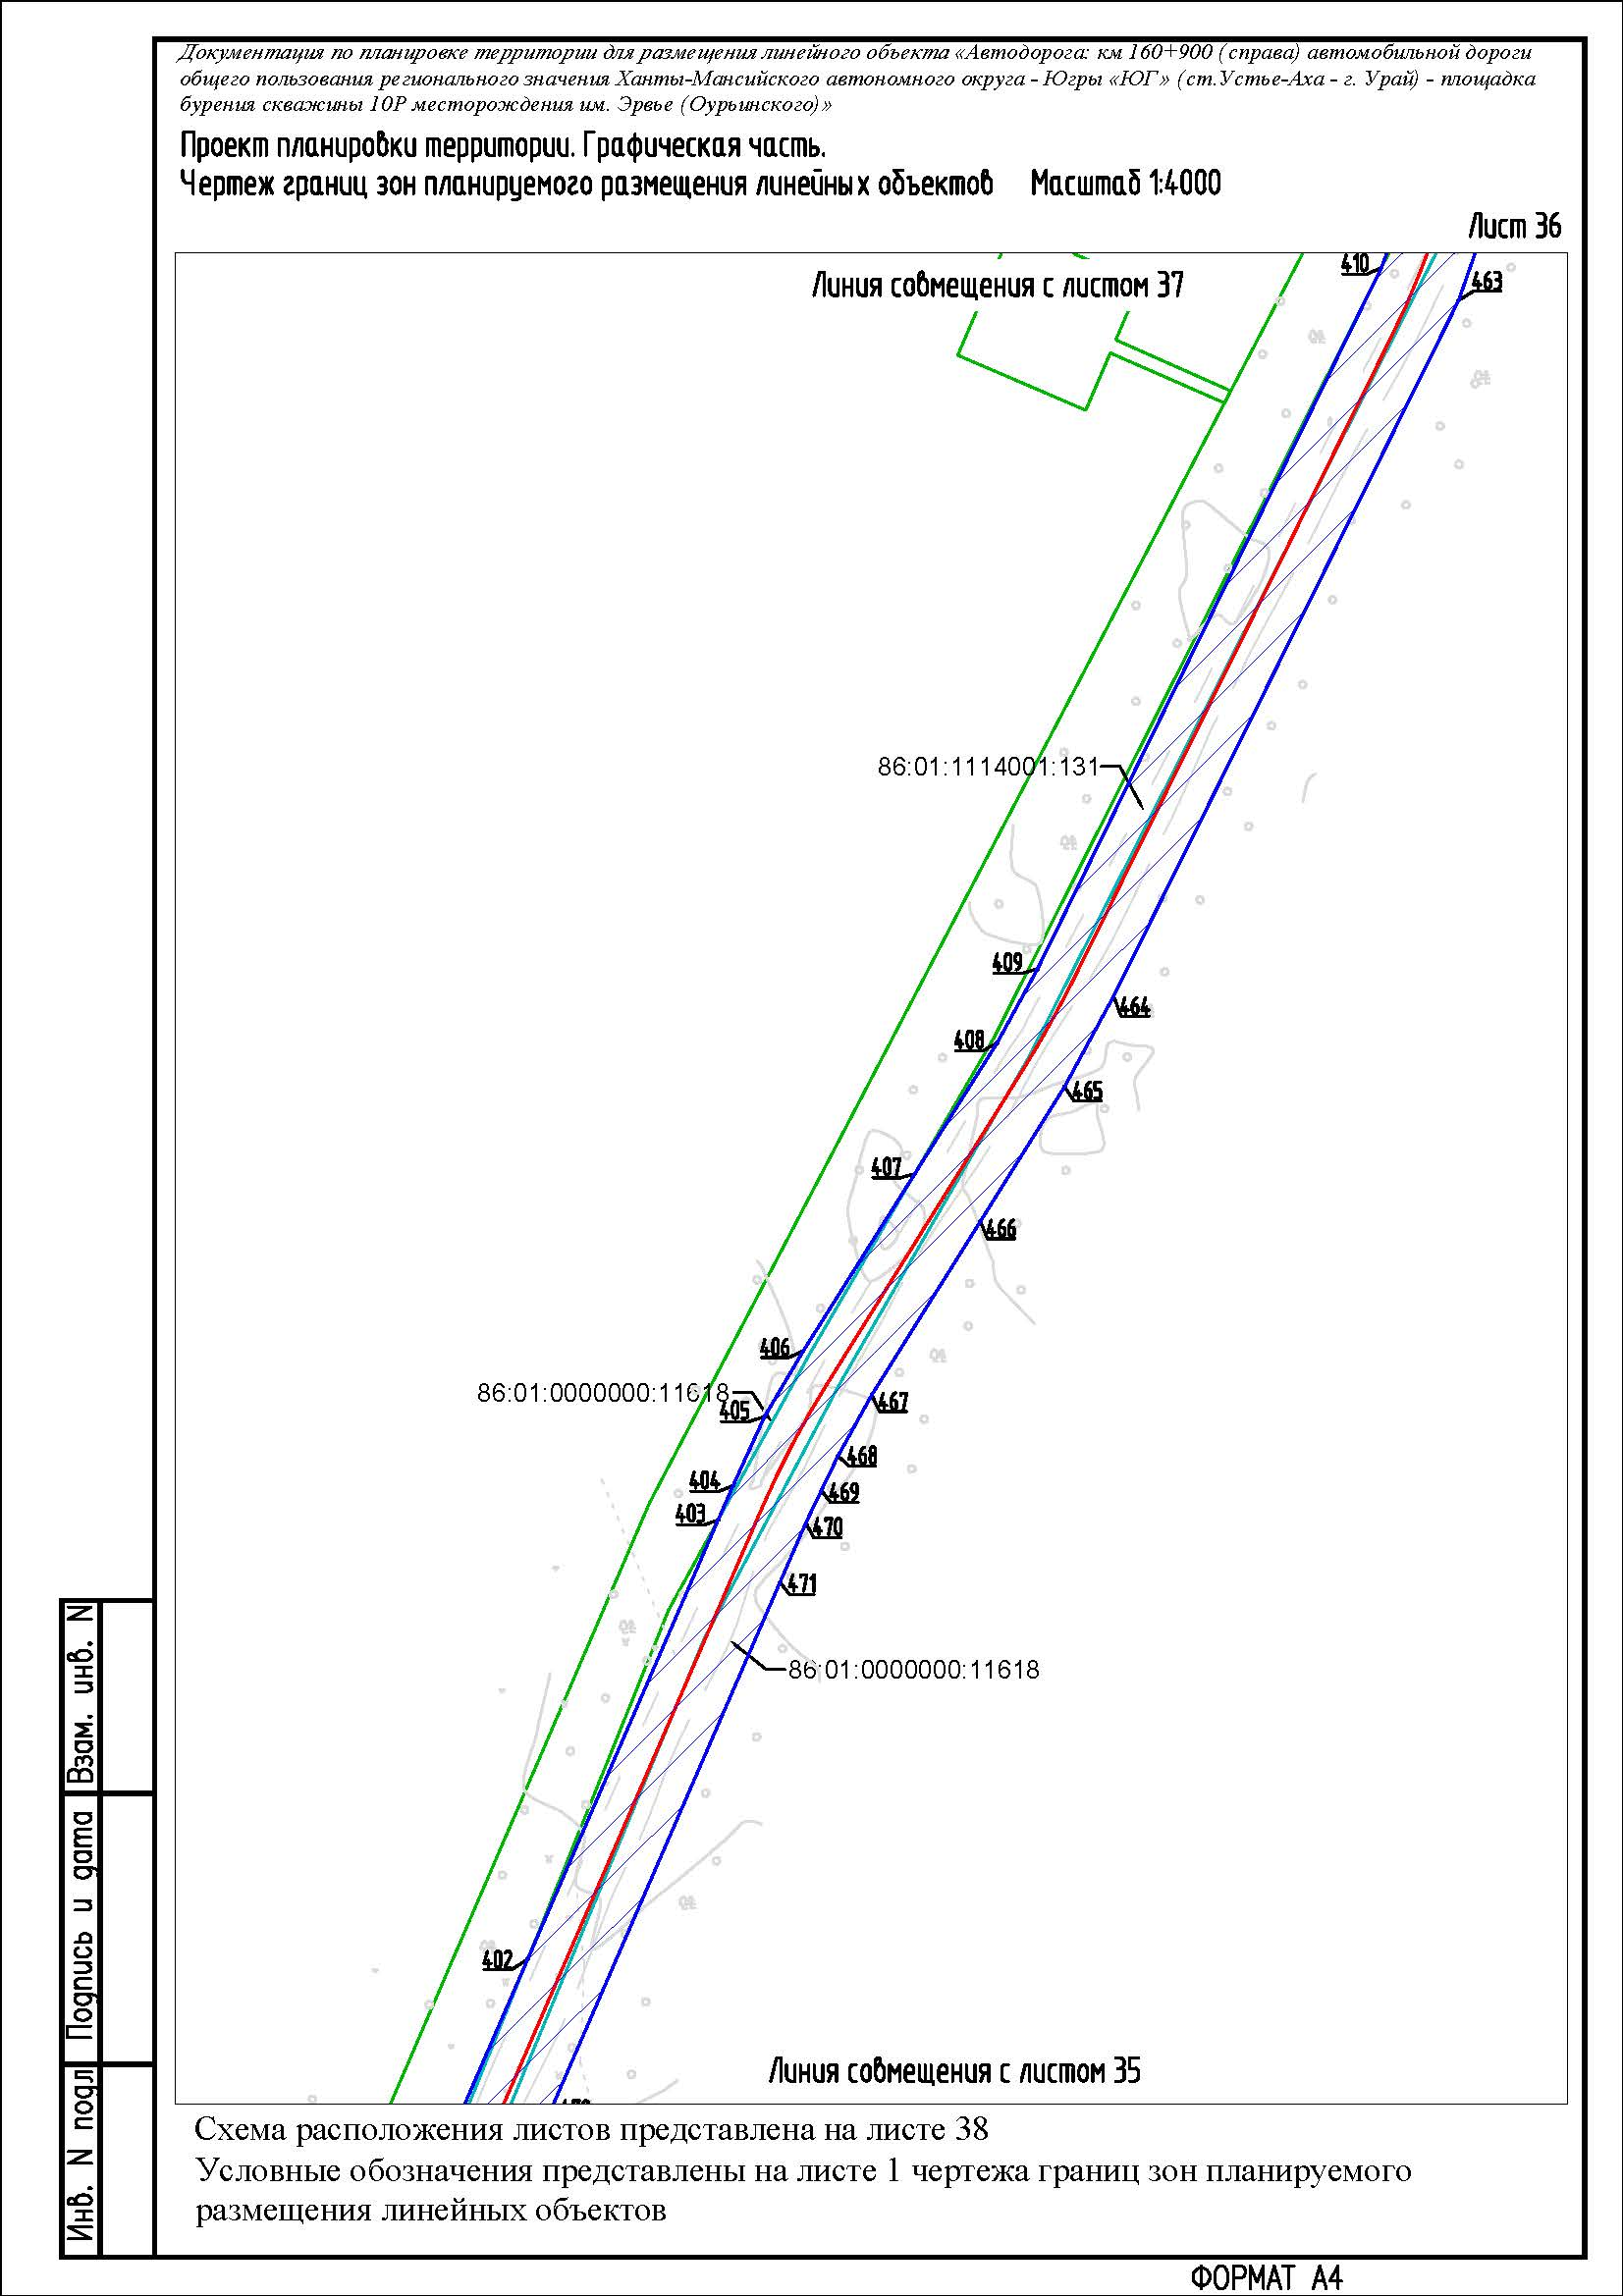 Документация по планировке территории для размещения линейного объекта «Автодорога: км 160+900 (справа) автомобильной дороги
общего пользования регионального значения Ханты-Мансийского автономного округа - Югры «ЮГ» (ст.Устье-Аха - г. Урай) - площадка
бурения скважины 10Р месторождения им. Эрвье (Оурьинского)»
Проект планировки территории. Графическая часть.
Чертеж границ зон планируемого размещения линейных объектов Масштаб 1:4000
Лист 36
Линия совмещения с листом 37
410
463
86:01:1114001:131
409
464
408
465
407
466
406
86:01:0000000:11618
405
467
468
404
469
403
470
471
86:01:0000000:11618
402
Линия совмещения с листом 35
Схема расположения листов представлена на листе 38
Условные обозначения представлены на листе 1 чертежа границ зон планируемого
размещения линейных объектов
Взам. инв. N
Подпись и дата
Инв. N подл
ФОРМАТ А4